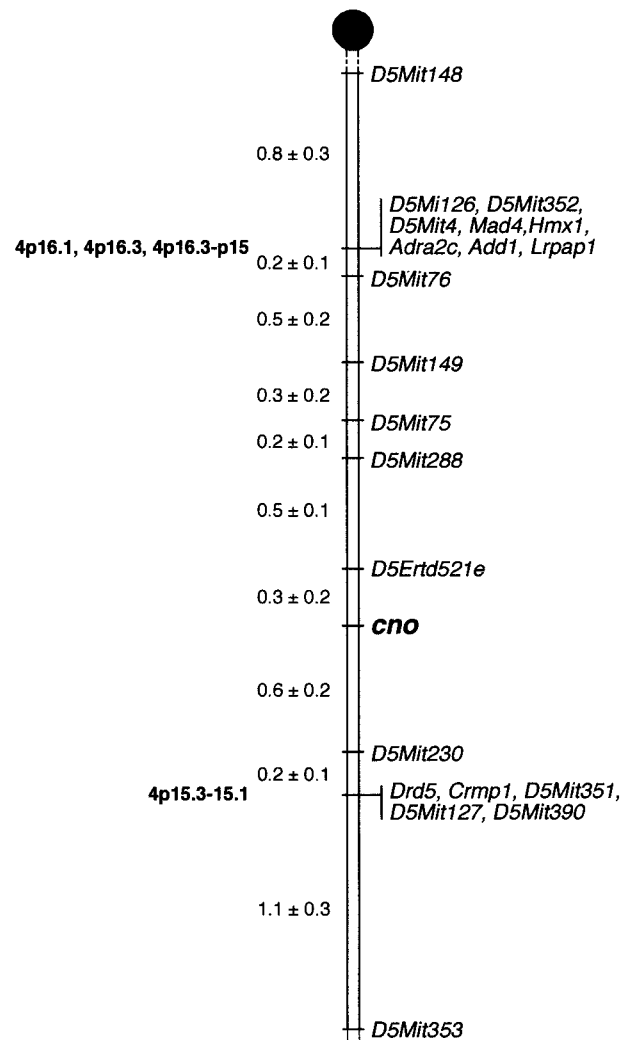 D5Mit148
0.8 ± 0.3
D5Mi126, D5Mit352,
D5Mit4, Mad4,Hmx1,
4p16.1, 4p16.3, 4p16.3-p15
Adra2c, Add1, Lrpap1
0.2 ± 0.1
D5Mit76
0.5 ± 0.2
D5Mit149
0.3 ± 0.2
D5Mit75
0.2 ± 0.1
D5Mit288
0.5 ± 0.1
D5Ertd521e
0.3 ± 0.2
cno
0.6 ± 0.2
D5Mit230
0.2 ± 0.1
4p15.3-15.1
Drd5, Crmp1, D5Mit351,
D5Mit127, D5Mit390
1.1 ± 0.3
D5Mit353